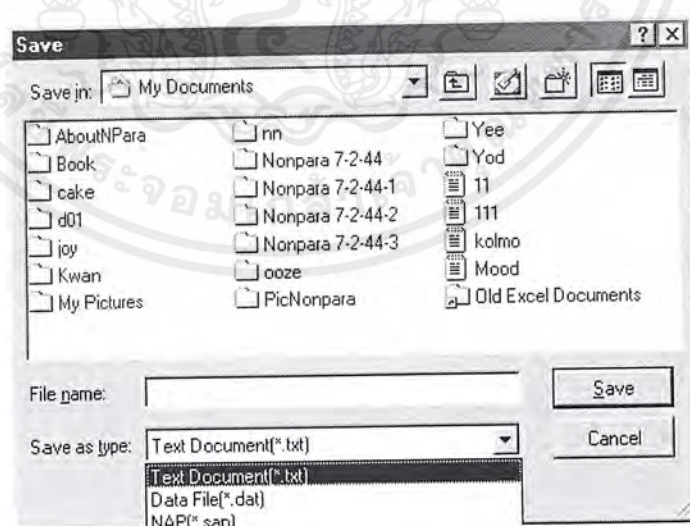 Save
Save in: My Documents
AboutNPara
Book
cake
d01
joy
Kwan
My Pictures
nn
Nonpara 7-2-44
Nonpara 7-2-44-1
Nonpara 7-2-44-2
Nonpara 7-2-44-3
ooze
PicNonpara
Yee
Yod
11
111
kolmo
Mood
Old Excel Documents
File name:
Save
Save as type: Text Document(*.txt)
Cancel
Text Document(*.txt)
Data File(*.dat)
NAP(*.sap)